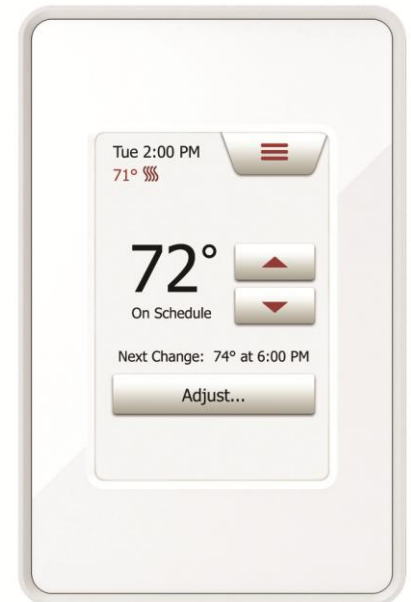 Tue 2:00 PM
71°
72°
On Schedule
Next Change: 74° at 6:00 PM
Adjust...